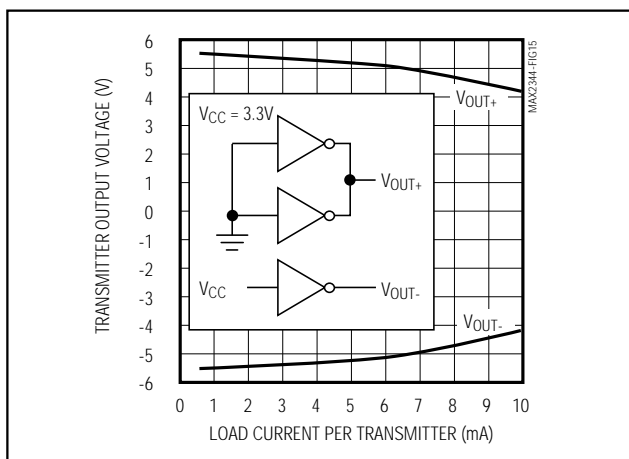 TRANSMITTER OUTPUT VOLTAGE (V)
6
5
4
3
2
1
0
-1
-2
-3
-4
-5
-6
VCC = 3.3V
VOUT+
VCC
VOUT-
VOUT+
VOUT-
MAX2344-FIG15
0 1 2 3 4 5 6 7 8 9 10
LOAD CURRENT PER TRANSMITTER (mA)